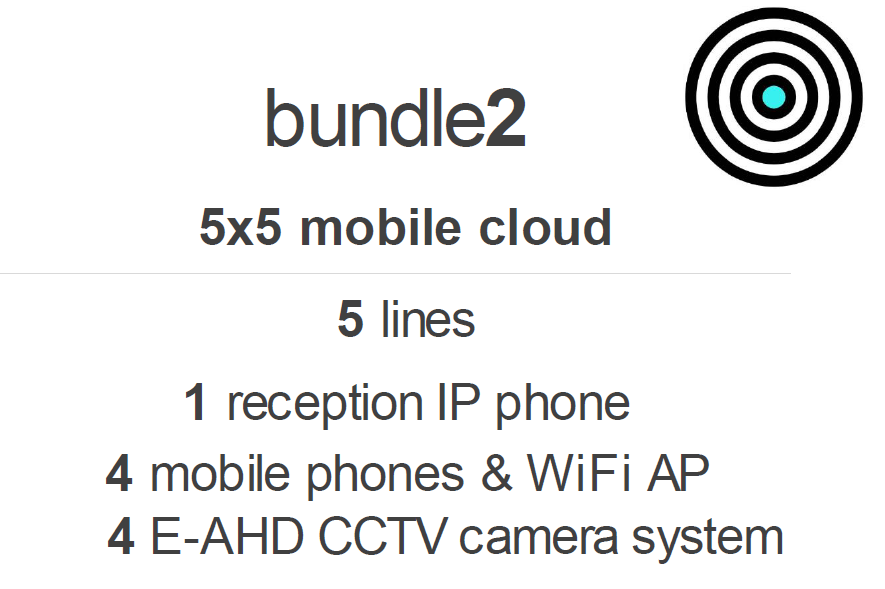 bundle2
5x5 mobile cloud
5 lines
1 reception IP phone
4 mobile phones & WiFi AP
4 E-AHD CCTV camera system